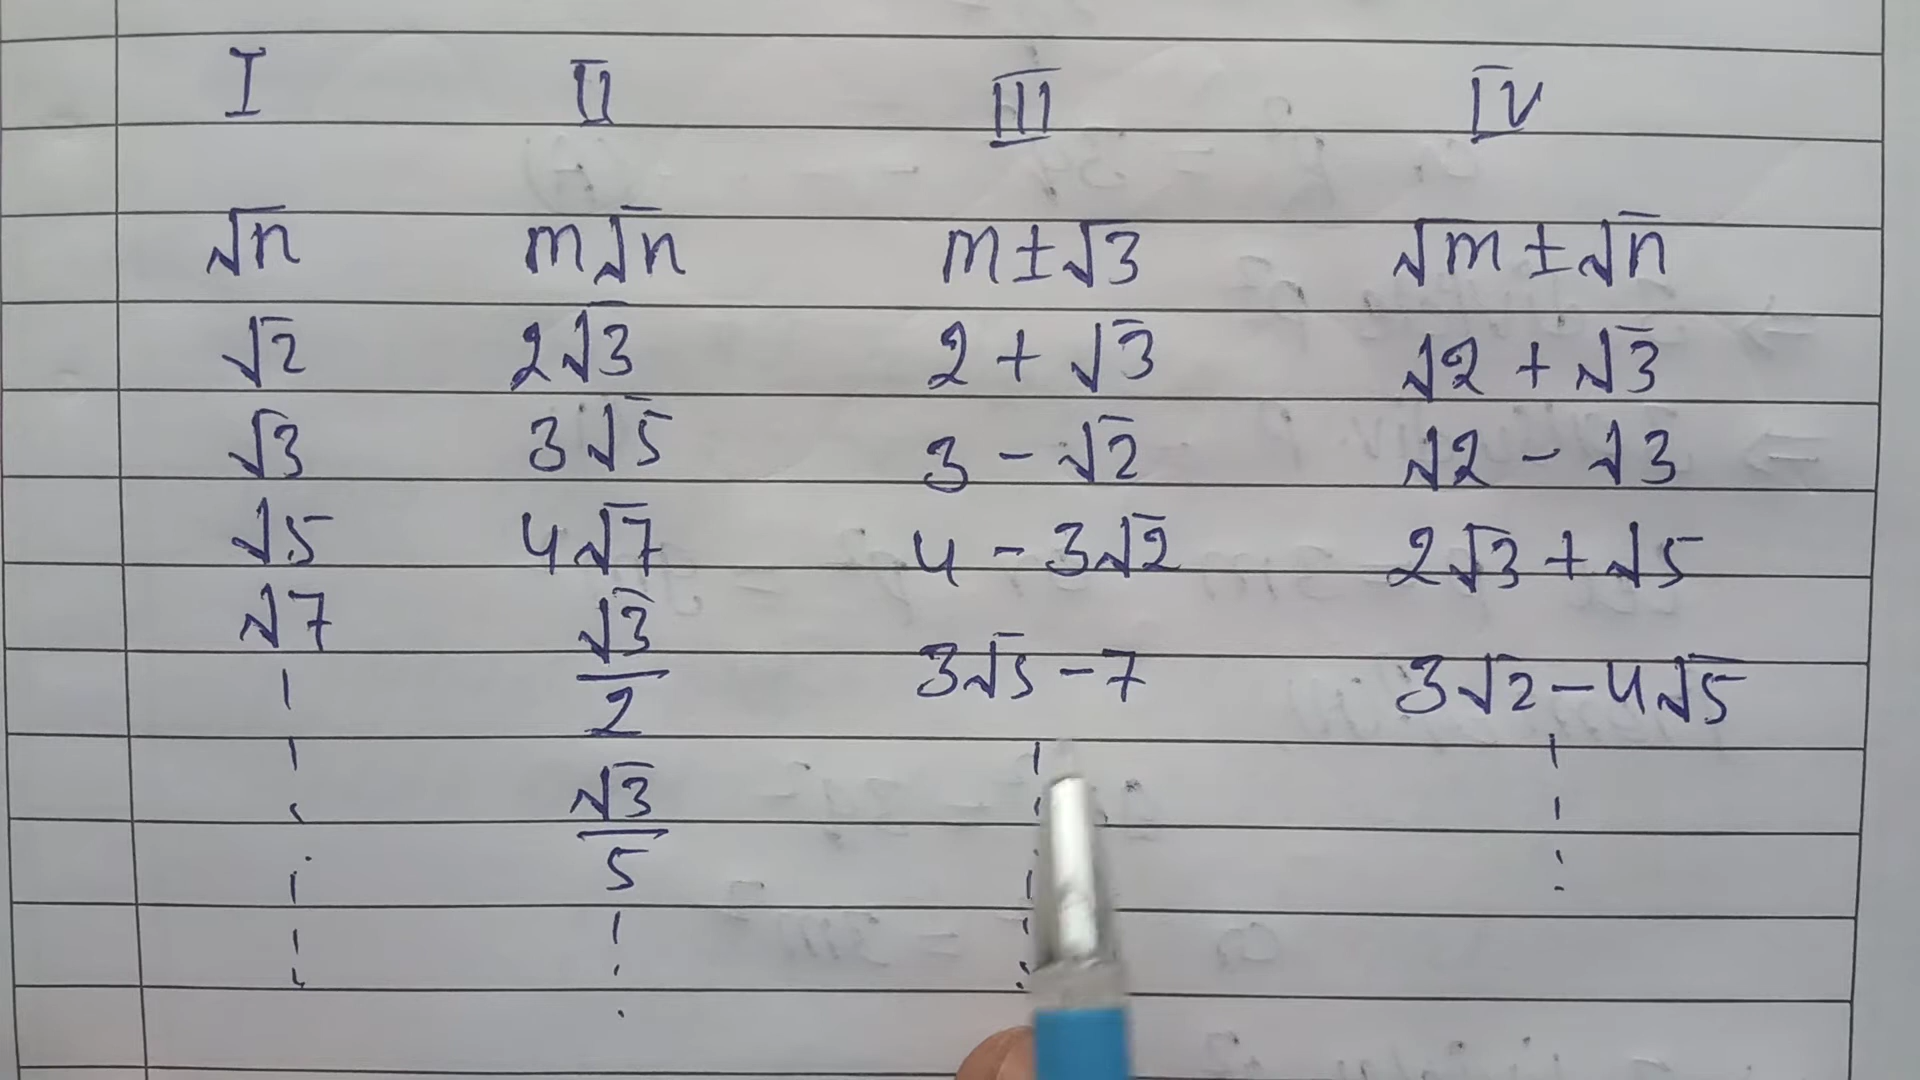 I II III IV
√n m√n m±√3 √m ± √n
√2 2√3 2 + √3 √2 + √3
√3 3√5 3 - √2 √2 - √3
√5 4√7 4 - 3√2 2√3 + √5
√7 √3/2 3√5 - 7 3√2 - 4√5
√3/5